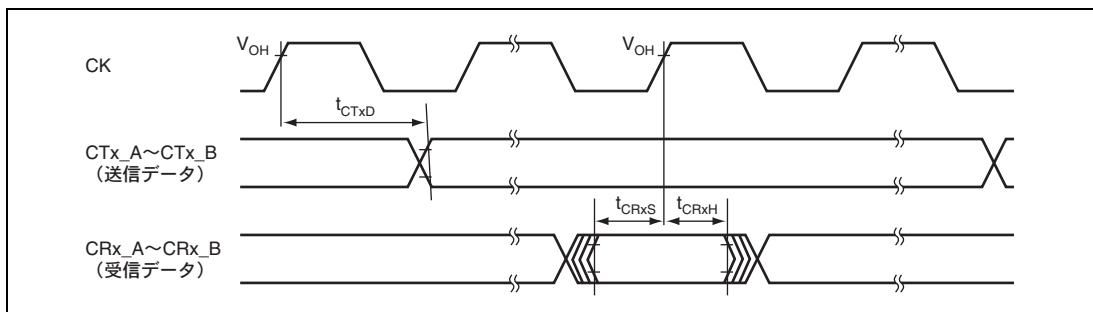 V_OH V_OH
CK
t_CTxD
CTx_A～CTx_B
（送信データ）
t_CRxS t_CRxH
CRx_A～CRx_B
（受信データ）